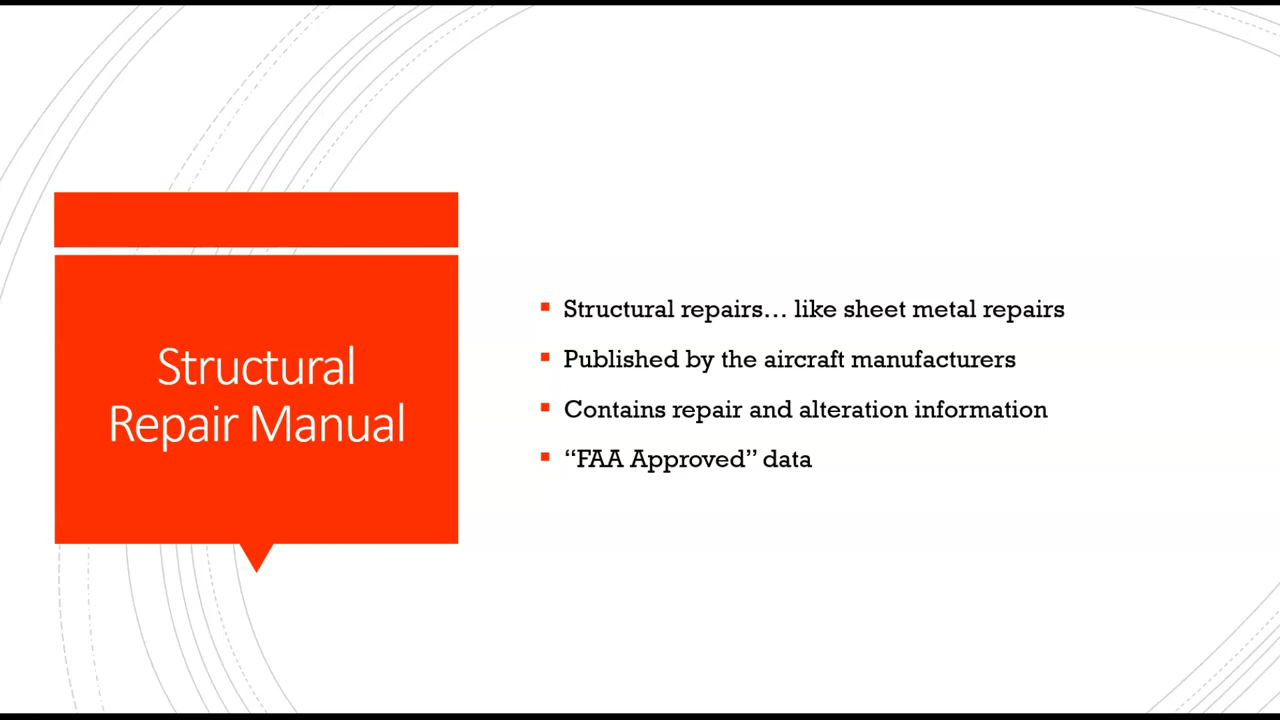 Structural
Repair Manual
Structural repairs… like sheet metal repairs
Published by the aircraft manufacturers
Contains repair and alteration information
“FAA Approved” data